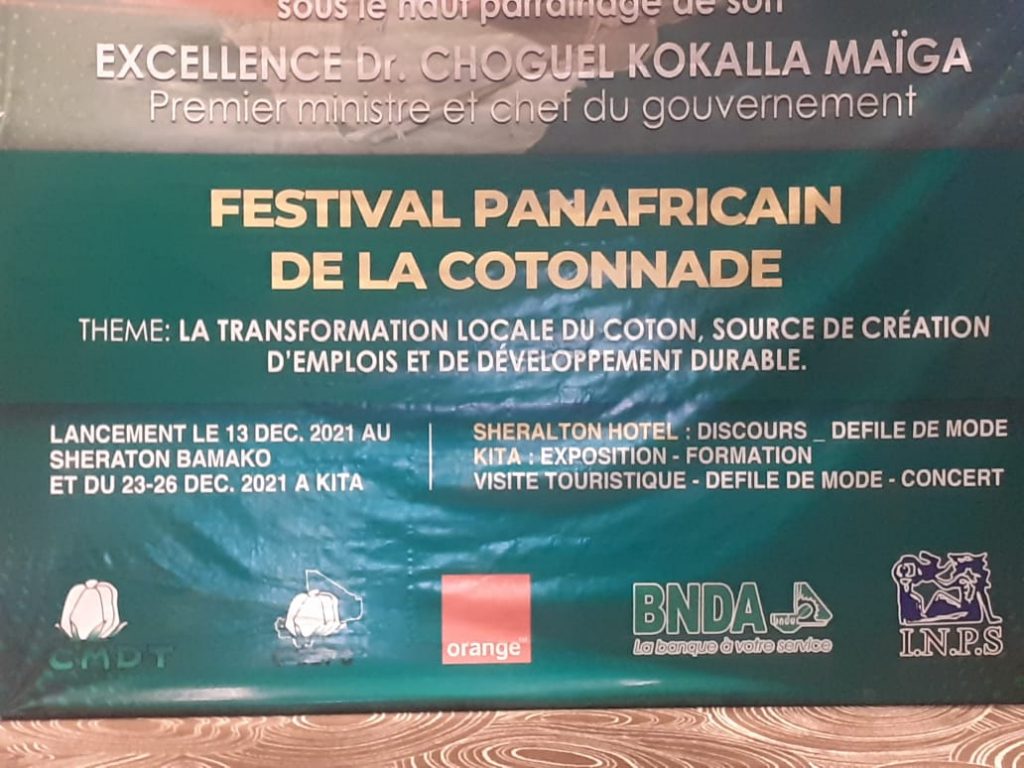 sous le haut parrainage de son
EXCELLENCE Dr. CHOGUEL KOKALLA MAÏGA
Premier ministre et chef du gouvernement
FESTIVAL PANAFRICAIN
DE LA COTONNADE
THEME: LA TRANSFORMATION LOCALE DU COTON, SOURCE DE CRÉATION
D'EMPLOIS ET DE DÉVELOPPEMENT DURABLE.
LANCEMENT LE 13 DEC. 2021 AU
SHERATON BAMAKO
ET DU 23-26 DEC. 2021 A KITA
SHERALTON HOTEL : DISCOURS _ DEFILE DE MODE
KITA : EXPOSITION - FORMATION
VISITE TOURISTIQUE - DEFILE DE MODE - CONCERT
CMDT
orange™
BNDA
bnda
La banque à votre service
I.N.P.S